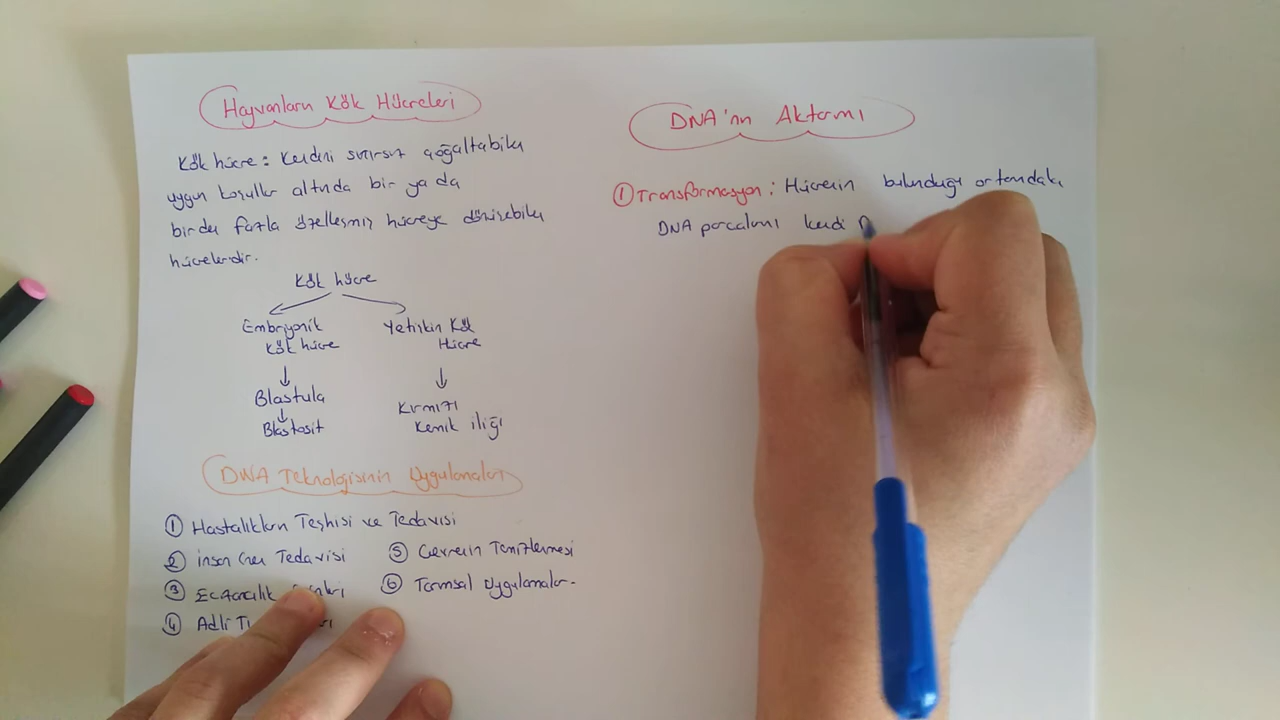 Hayvanların Kök Hücreleri
Kök hücre: Kendini sınırsız çoğaltabilen
uygun koşullar altında bir ya da
birden fazla özelleşmiş hücreye dönüşebilen
hücrelerdir.
Kök hücre
Embriyonik Kök hücre
Yetişkin Kök Hücre
Blastula
Blastosit
Kırmızı
Kemik iliği
DNA Teknolojisinin Uygulamaları
① Hastalıkların Teşhisi ve Tedavisi
② insan Gen Tedavisi
③ Eczacılık
④ Adli
⑤ Çevrenin Temizlenmesi
⑥ Tarımsal Uygulamalar.
DNA'nın Aktarımı
① Transformasyon: Hücrenin bulunduğu ortamdakı
DNA parçalarını kendi